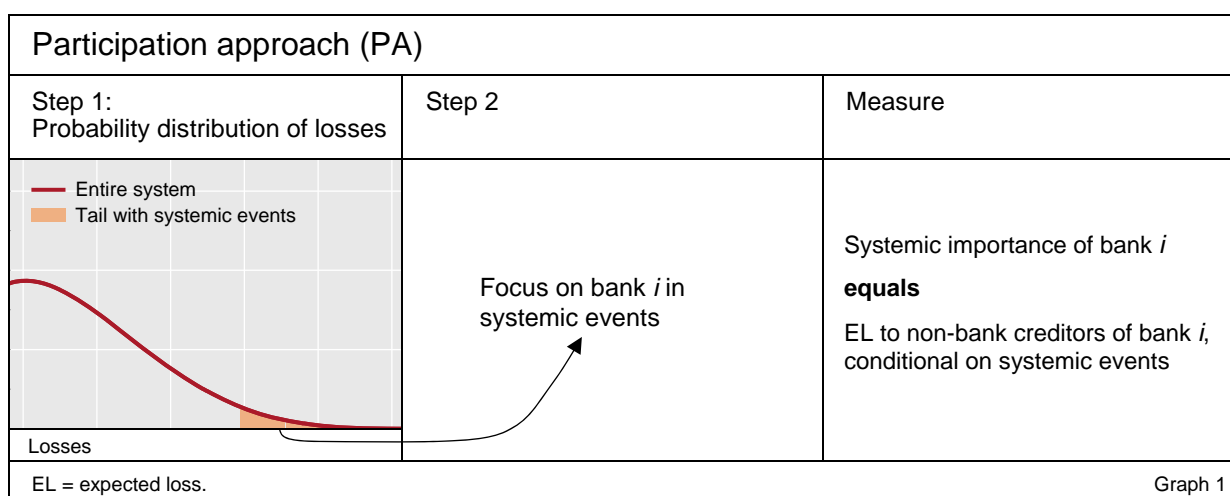 Participation approach (PA)
Step 1:
Probability distribution of losses
Step 2
Measure
Entire system
Tail with systemic events
Losses
Focus on bank i in
systemic events
Systemic importance of bank i
equals
EL to non-bank creditors of bank i,
conditional on systemic events
EL = expected loss.
Graph 1